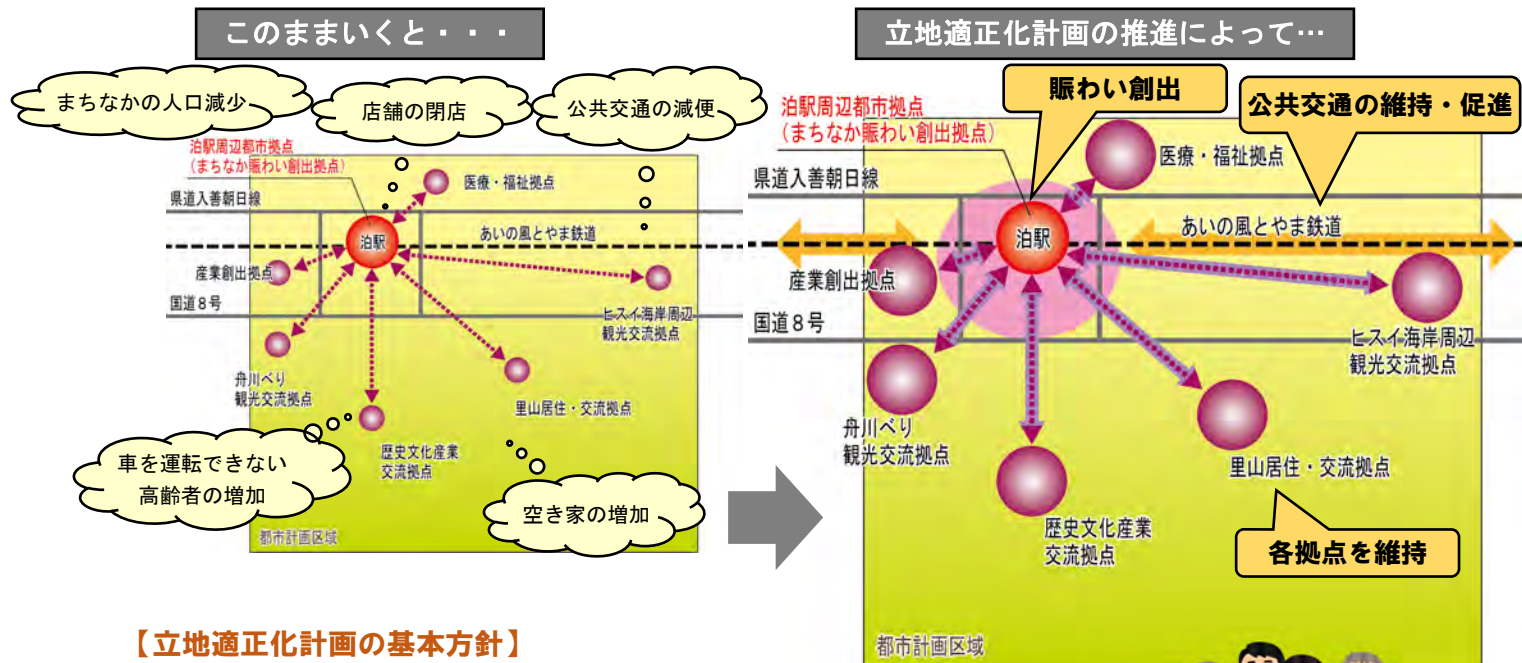 このままいくと・・・
まちなかの人口減少
店舗の閉店
公共交通の減便
泊駅周辺都市拠点
(まちなか賑わい創出拠点)
医療・福祉拠点
県道入善朝日線
泊駅
あいの風とやま鉄道
産業創出拠点
国道8号
ヒスイ海岸周辺
観光交流拠点
舟川べり
観光交流拠点
里山居住・交流拠点
歴史文化産業
交流拠点
車を運転できない
高齢者の増加
空き家の増加
都市計画区域
立地適正化計画の推進によって…
賑わい創出
公共交通の維持・促進
泊駅周辺都市拠点
(まちなか賑わい創出拠点)
医療・福祉拠点
県道入善朝日線
泊駅
あいの風とやま鉄道
産業創出拠点
国道8号
ヒスイ海岸周辺
観光交流拠点
舟川べり
観光交流拠点
里山居住・交流拠点
歴史文化産業
交流拠点
各拠点を維持
都市計画区域
【立地適正化計画の基本方針】